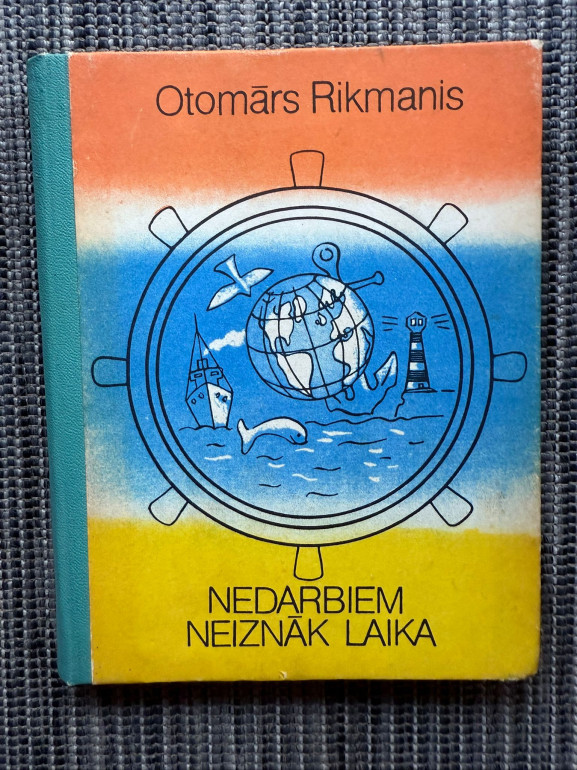 Otomārs Rikmanis
NEDARBIEM
NEIZNĀK LAIKA